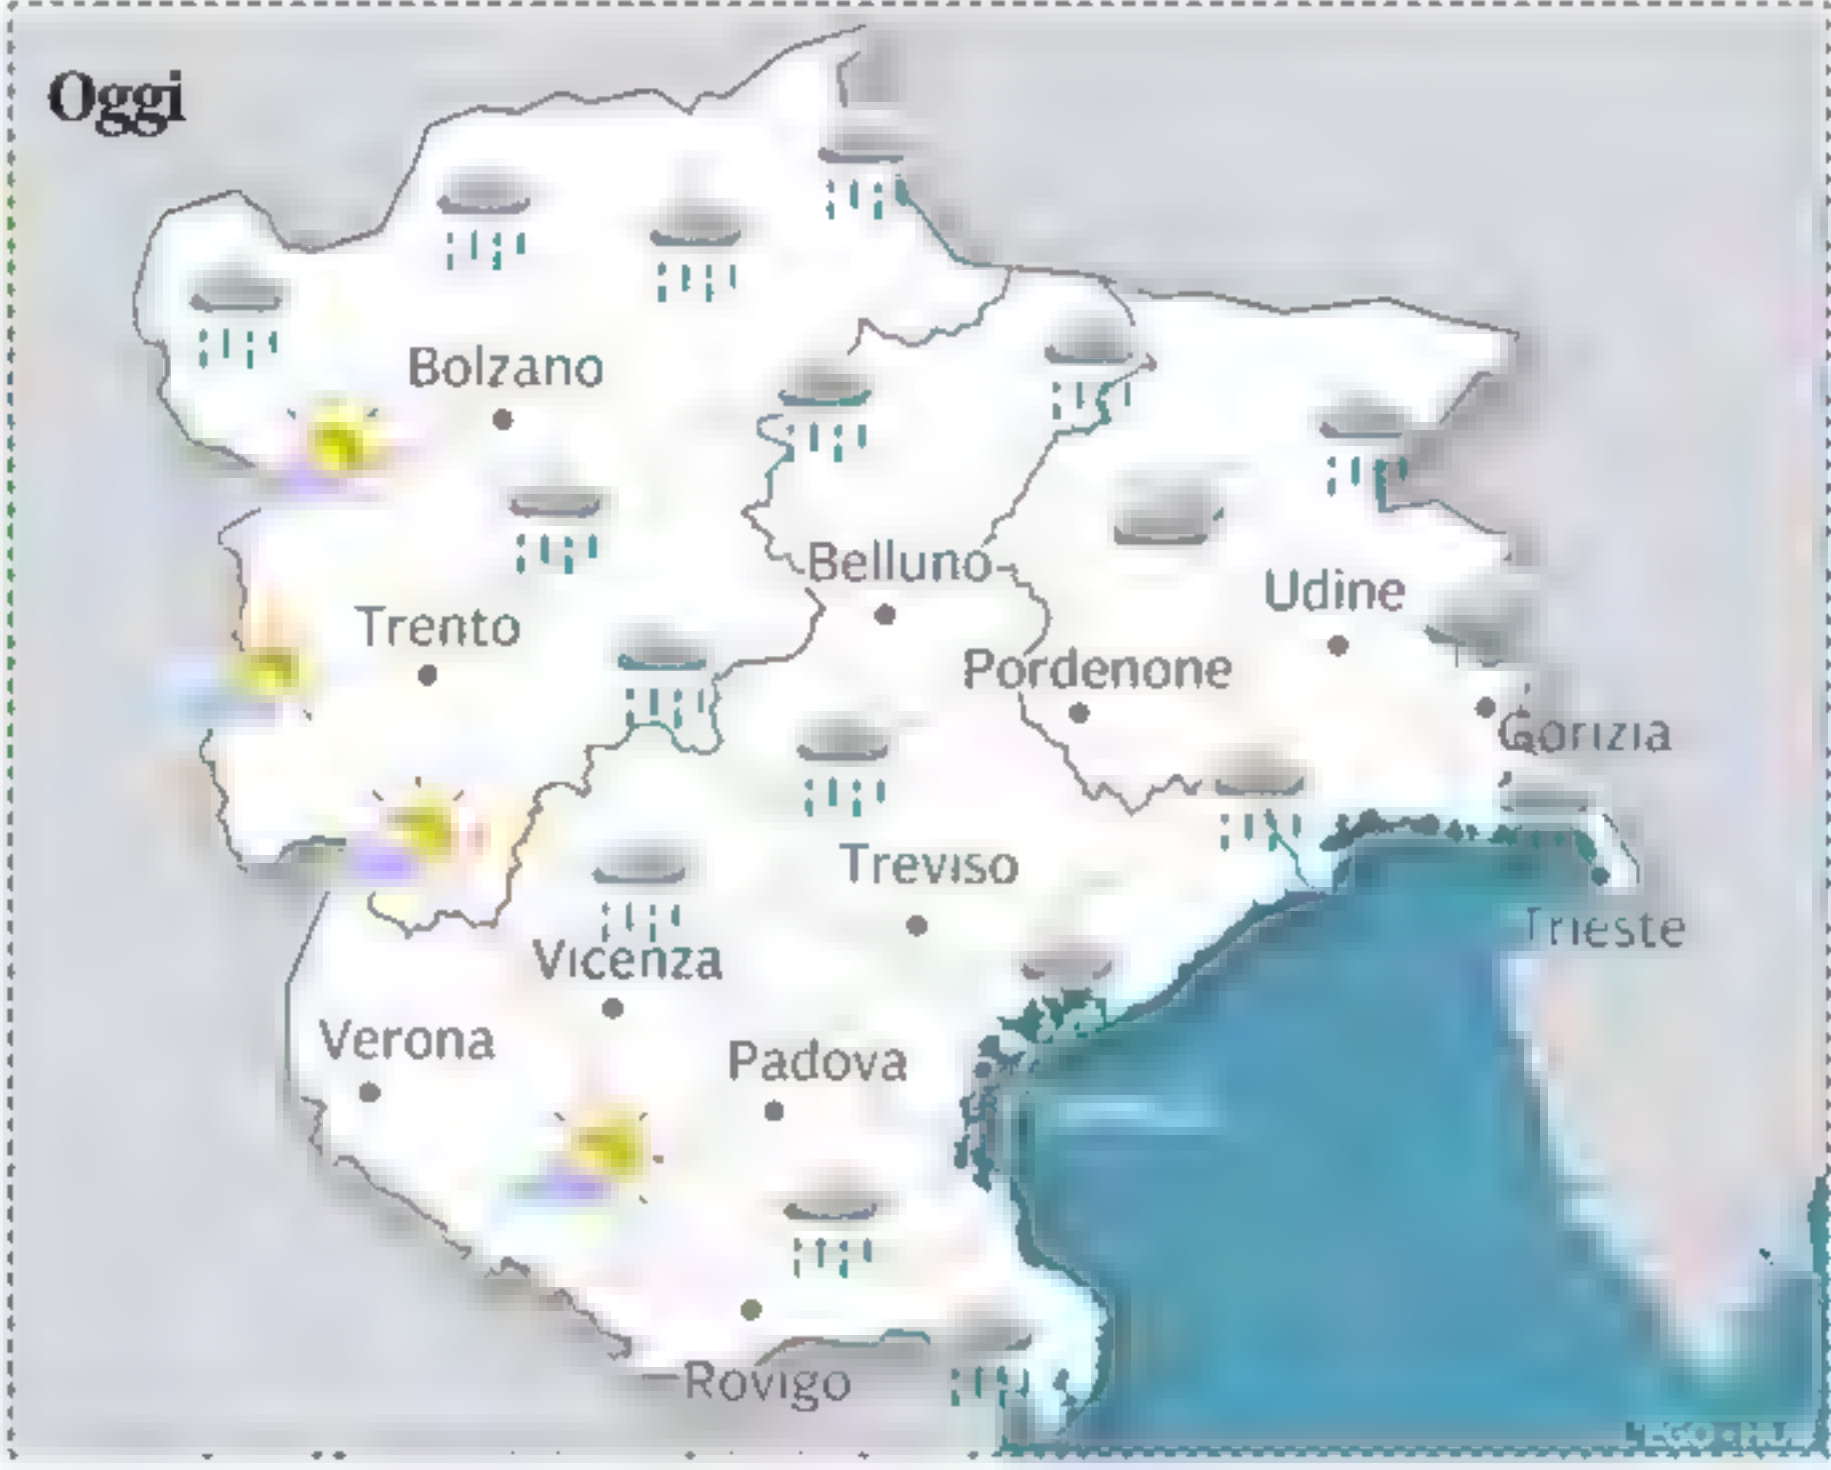 Oggi
Bolzano
Belluno
Udine
Trento
Pordenone
Gorizia
Treviso
Trieste
Vicenza
Verona
Padova
Rovigo